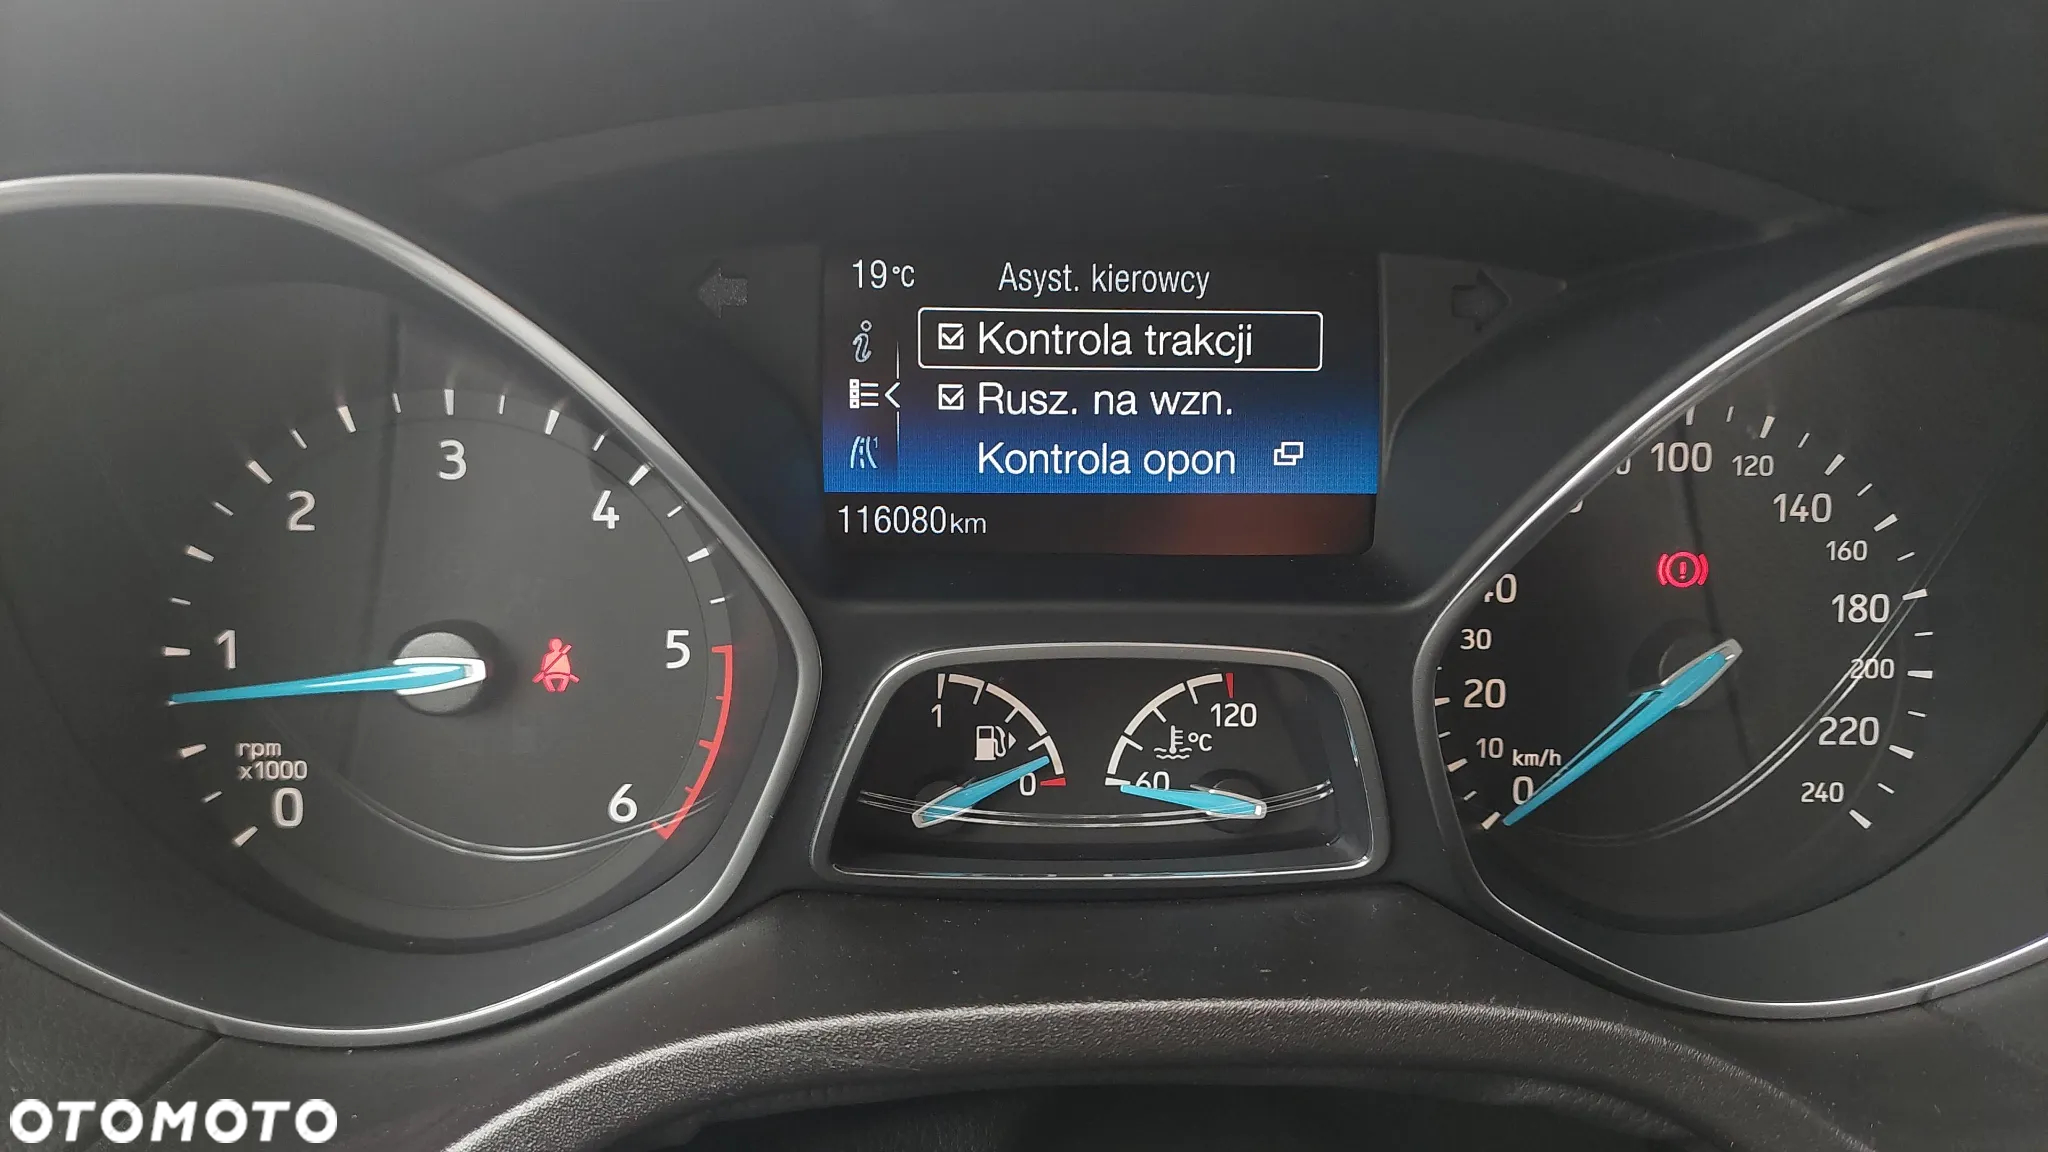 19°C Asyst. kierowcy
Kontrola trakcji
Rusz. na wzn.
Kontrola opon
116080km
0
1
2
3
4
5
6
rpm
x1000
1
0
60
120
°C
0
10
20
30
100
120
140
160
180
200
220
240
km/h
OTOMOTO